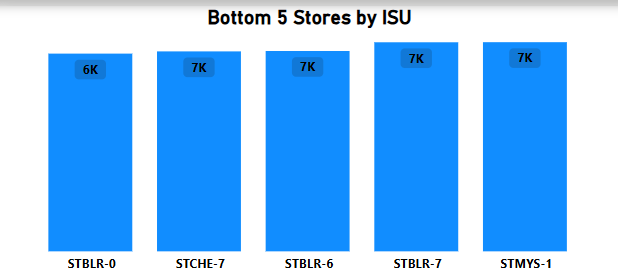 Bottom 5 Stores by ISU
6K 7K 7K 7K 7K
STBLR-0 STCHE-7 STBLR-6 STBLR-7 STMYS-1